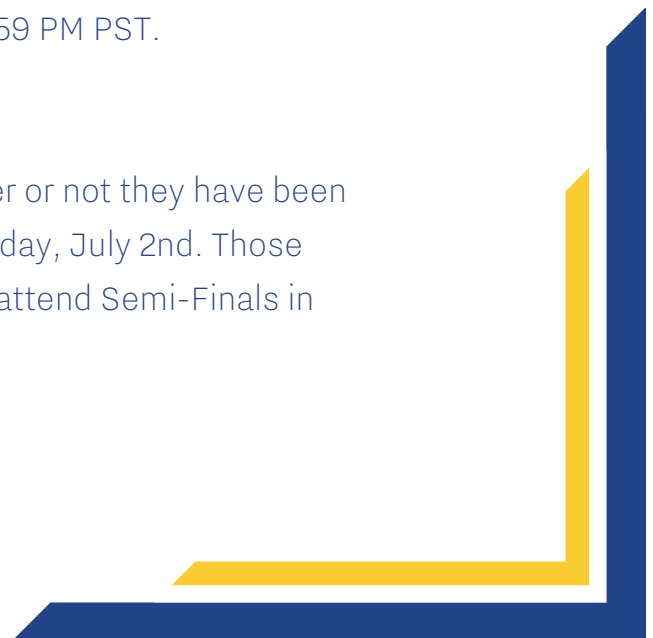 59 PM PST.
er or not they have been
day, July 2nd. Those
attend Semi-Finals in